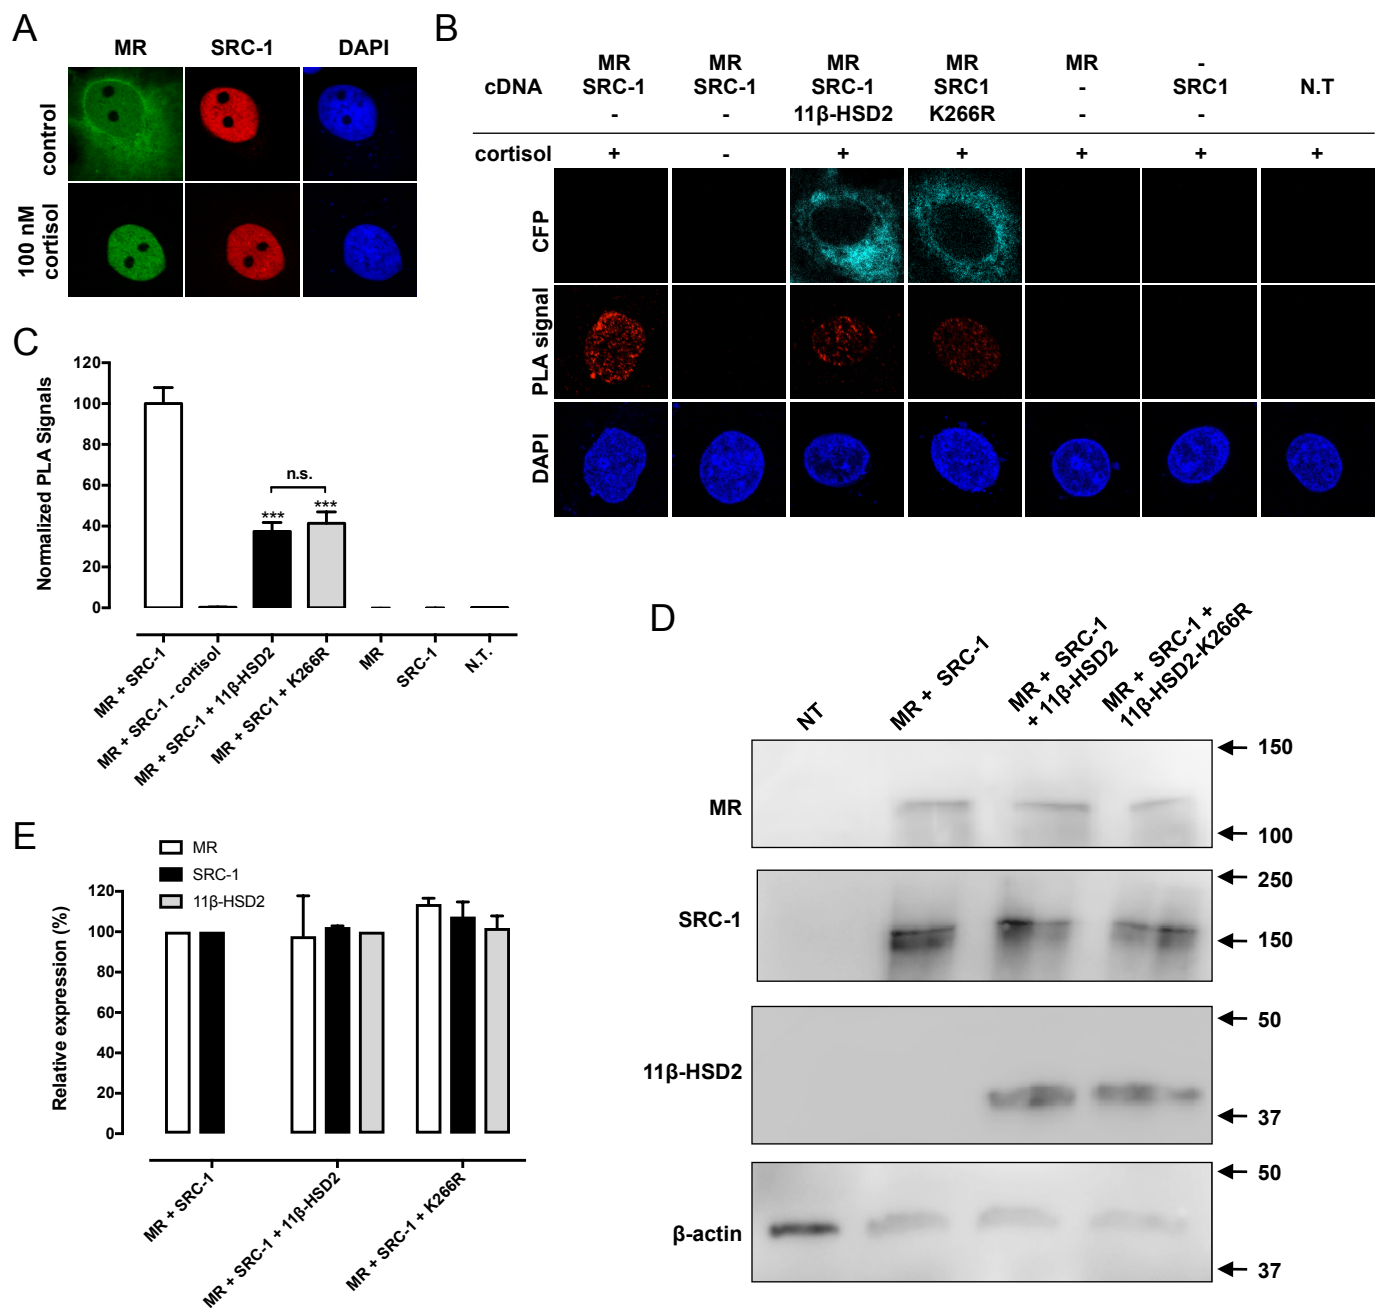 A
MR SRC-1 DAPI
control
100 nM
cortisol
B
cDNA
MR MR MR MR MR - N.T
SRC-1 SRC-1 SRC-1 SRC1 - SRC1
- - 11β-HSD2 K266R - -
cortisol + - + + + + +
CFP
PLA signal
DAPI
C
Normalized PLA Signals
120
100
80
60
40
20
0
n.s.
*** ***
MR + SRC-1
MR + SRC-1 - cortisol
MR + SRC-1 + 11β-HSD2
MR + SRC1 + K266R
MR
SRC-1
N.T.
D
NT
MR + SRC-1
MR + SRC-1
+ 11β-HSD2
MR + SRC-1 +
11β-HSD2-K266R
MR
150
100
SRC-1
250
150
11β-HSD2
50
37
β-actin
50
37
E
MR
SRC-1
11β-HSD2
Relative expression (%)
120
100
80
60
40
20
0
MR + SRC-1
MR + SRC-1 + 11β-HSD2
MR + SRC-1 + K266R